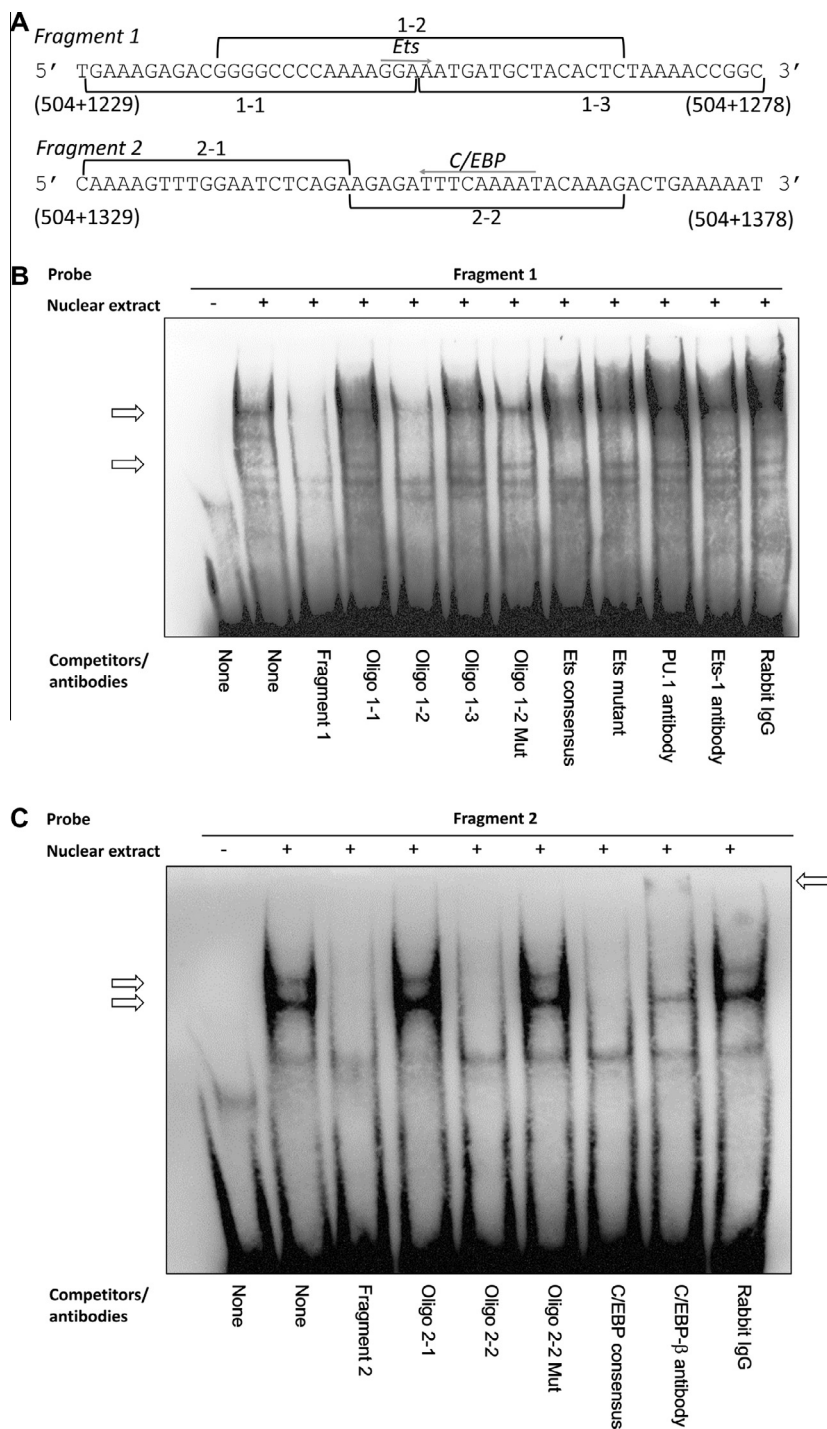 A
Fragment 1
1-2
Ets
5′ TGAAAGAGACGGGGCCCCAAAAGGAAATGATGCTACACTCTAAAACCGGC 3′
(504+1229) 1-1 1-3 (504+1278)
Fragment 2 2-1 C/EBP
5′ CAAAAGTTTGGAATCTCAGAAGAGATTTCAAAATACAAAGACTGAAAAAT 3′
(504+1329) 2-2 (504+1378)
B Probe Fragment 1
Nuclear extract - + + + + + + + + + + +
Competitors/
antibodies
None
None
Fragment 1
Oligo 1-1
Oligo 1-2
Oligo 1-3
Oligo 1-2 Mut
Ets consensus
Ets mutant
PU.1 antibody
Ets-1 antibody
Rabbit IgG
C Probe Fragment 2
Nuclear extract - + + + + + + + +
Competitors/
antibodies
None
None
Fragment 2
Oligo 2-1
Oligo 2-2
Oligo 2-2 Mut
C/EBP consensus
C/EBP-β antibody
Rabbit IgG